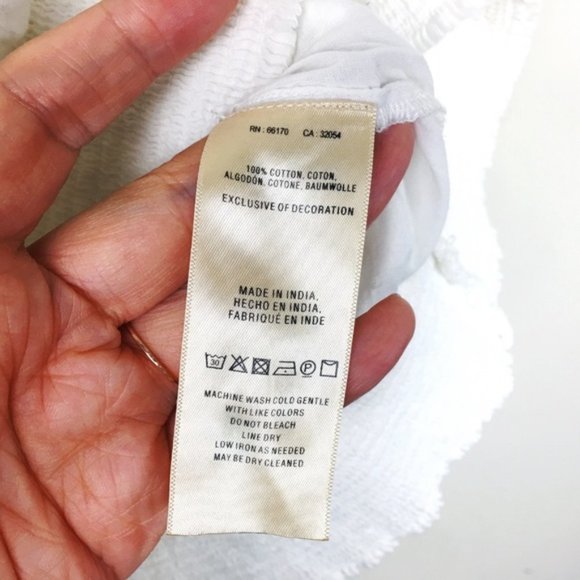 RN : 66170 CA : 32054
100% COTTON, COTON,
ALGODÓN, COTONE, BAUMWOLLE
EXCLUSIVE OF DECORATION
MADE IN INDIA,
HECHO EN INDIA,
FABRIQUÉ EN INDE
30 P
MACHINE WASH COLD GENTLE
WITH LIKE COLORS
DO NOT BLEACH
LINE DRY
LOW IRON AS NEEDED
MAY BE DRY CLEANED